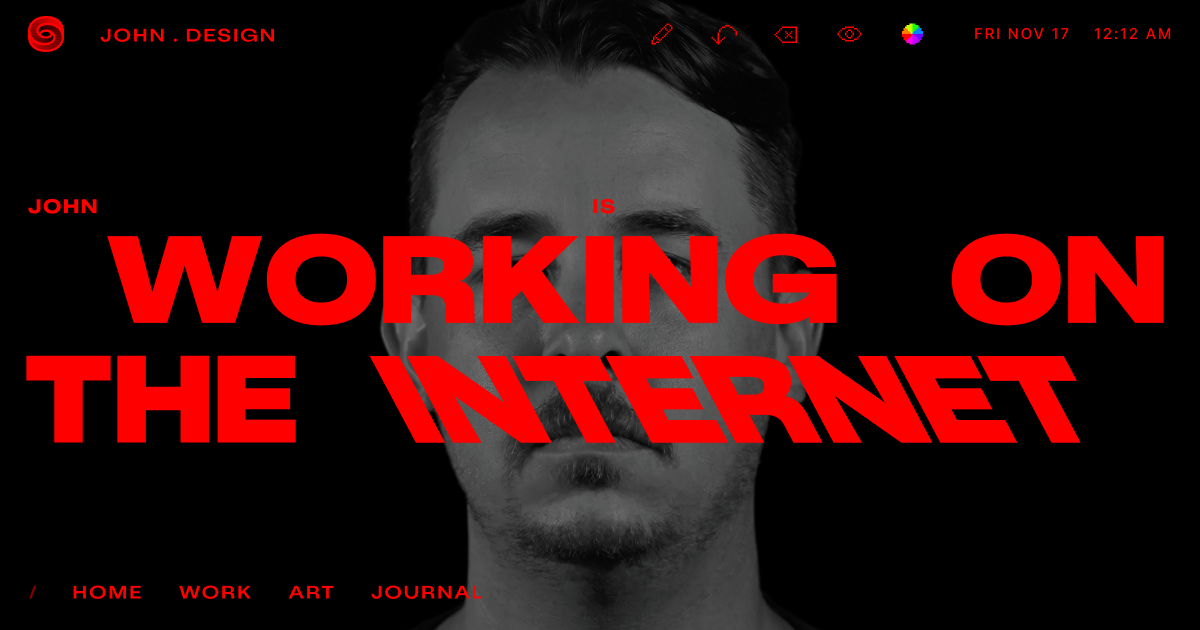 JOHN . DESIGN
FRI NOV 17 12:12 AM
JOHN IS
WORKING ON
THE INTERNET
/ HOME WORK ART JOURNAL